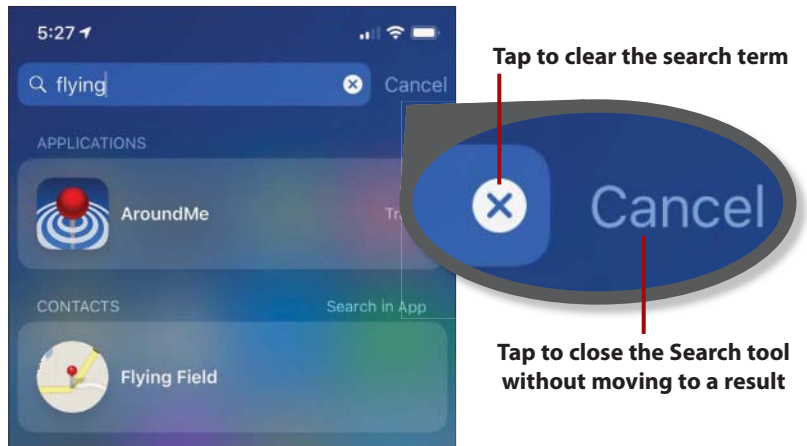 5:27
flying
Cancel
Tap to clear the search term
APPLICATIONS
AroundMe
Cancel
CONTACTS
Search in App
Flying Field
Tap to close the Search tool
without moving to a result